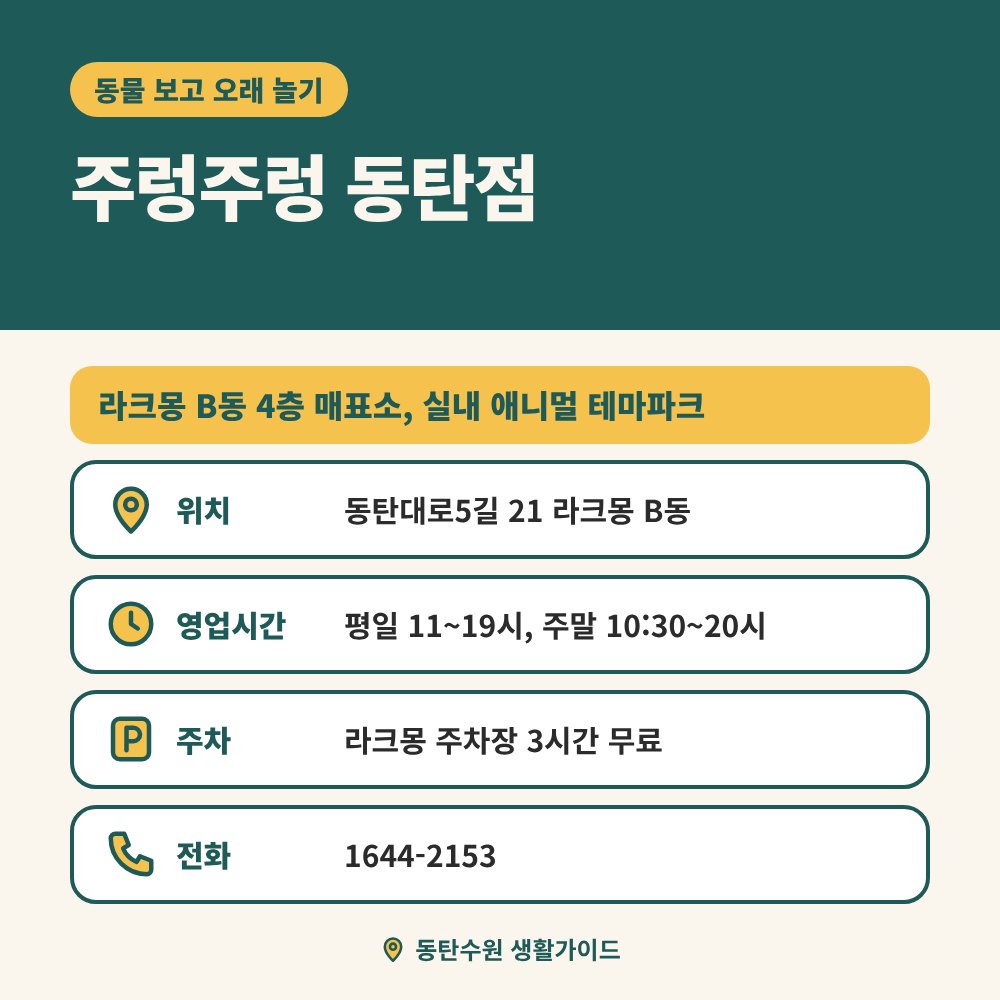 동물 보고 오래 놀기
주렁주렁 동탄점
라크몽 B동 4층 매표소, 실내 애니멀 테마파크
위치 동탄대로5길 21 라크몽 B동
영업시간 평일 11~19시, 주말 10:30~20시
P 주차 라크몽 주차장 3시간 무료
전화 1644-2153
동탄수원 생활가이드